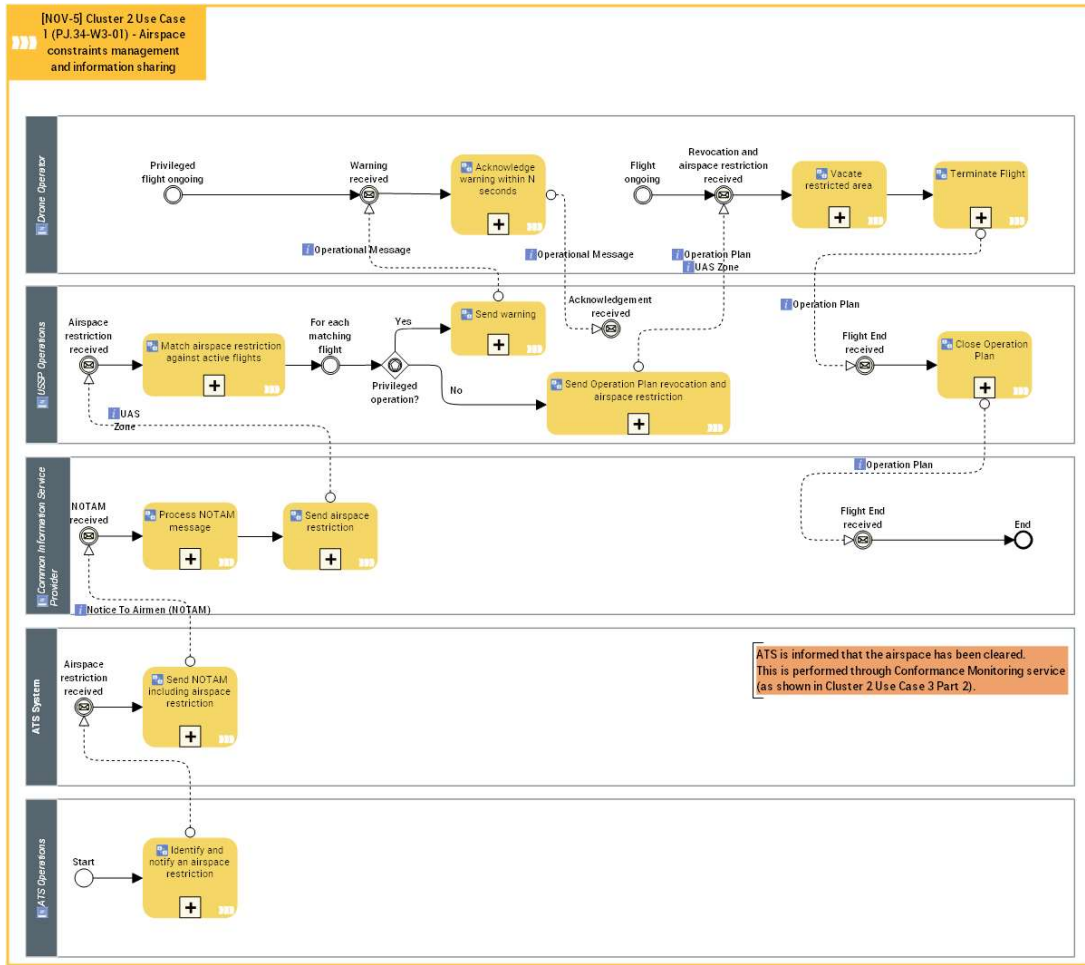 [NOV-5] Cluster 2 Use Case
1 (PJ.34-W3-01) - Airspace
constraints management
and information sharing
Drone Operator
Privileged
flight ongoing
Warning
received
Acknowledge
warning within N
seconds
Flight
ongoing
Revocation and
airspace restriction
received
Vacate
restricted area
Terminate Flight
Operational Message
Operational Message
Operation Plan
UAS Zone
Operation Plan
USSP Operations
Airspace
restriction
received
Match airspace restriction
against active flights
For each
matching
flight
Yes
Privileged
operation?
No
Send warning
Acknowledgement
received
Send Operation Plan revocation and
airspace restriction
Flight End
received
Close Operation
Plan
UAS
Zone
Operation Plan
Common Information Service
Provider
NOTAM
received
Process NOTAM
message
Send airspace
restriction
Flight End
received
End
Notice To Airmen (NOTAM)
ATS System
Airspace
restriction
received
Send NOTAM
including airspace
restriction
ATS is informed that the airspace has been cleared.
This is performed through Conformance Monitoring service
(as shown in Cluster 2 Use Case 3 Part 2).
ATS Operations
Start
Identify and
notify an airspace
restriction